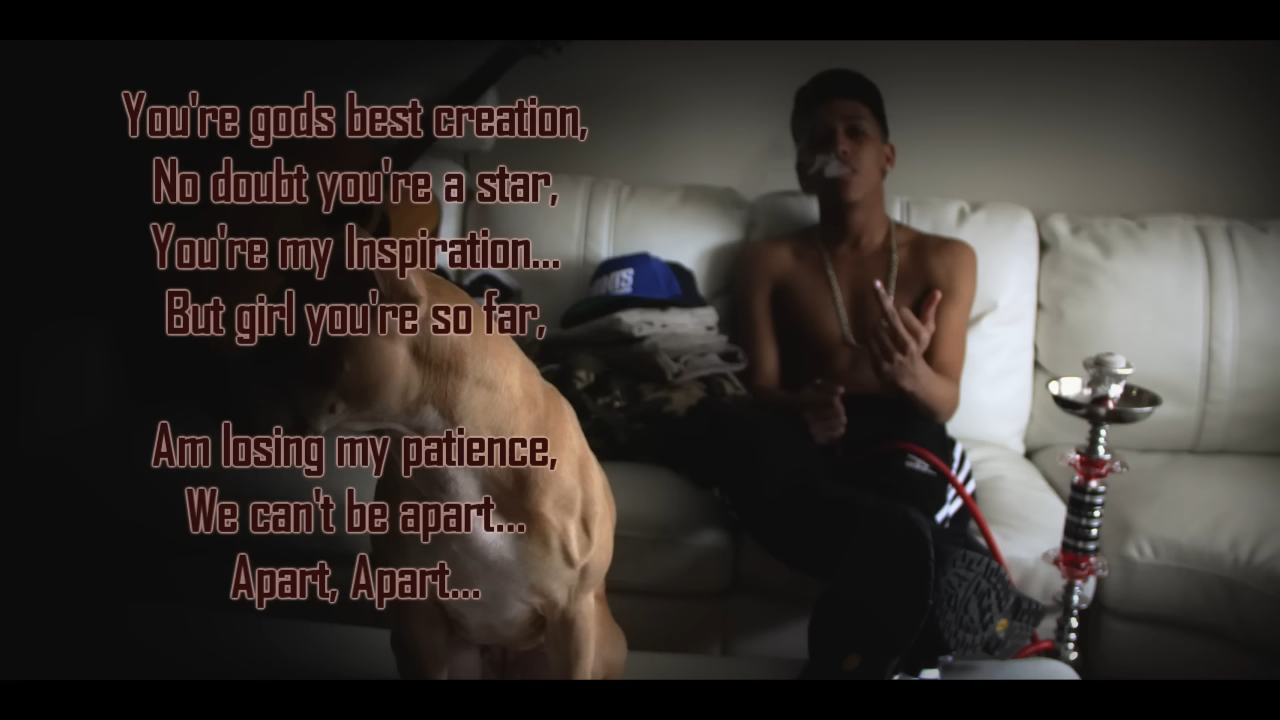 You're gods best creation,
No doubt you're a star,
You're my Inspiration...
But girl you're so far,
Am losing my patience,
We can't be apart...
Apart, Apart...